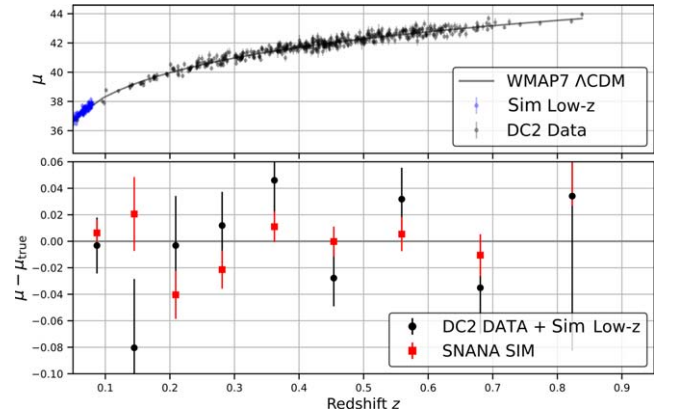 44
42
40
38
36
μ
WMAP7 ΛCDM
Sim Low-z
DC2 Data
0.06
0.04
0.02
0.00
−0.02
−0.04
−0.06
−0.08
−0.10
μ − μtrue
DC2 DATA + Sim Low-z
SNANA SIM
0.1 0.2 0.3 0.4 0.5 0.6 0.7 0.8 0.9
Redshift z